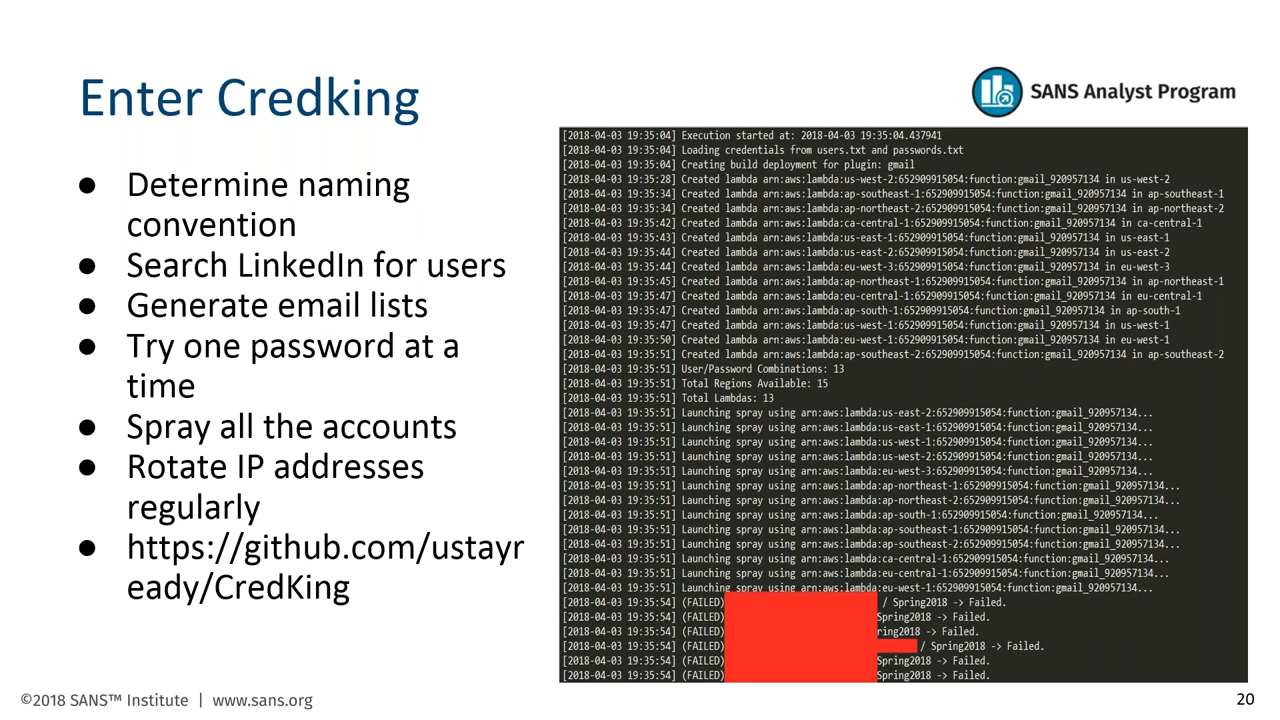 Enter Credking
SANS Analyst Program
● Determine naming
convention
● Search LinkedIn for users
● Generate email lists
● Try one password at a
time
● Spray all the accounts
● Rotate IP addresses
regularly
● https://github.com/ustayr
eady/CredKing
[2018-04-03 19:35:04] Execution started at: 2018-04-03 19:35:04.437941
[2018-04-03 19:35:04] Loading credentials from users.txt and passwords.txt
[2018-04-03 19:35:04] Creating build deployment for plugin: gmail
[2018-04-03 19:35:28] Created lambda arn:aws:lambda:us-west-2:652909915054:function:gmail_920957134 in us-west-2
[2018-04-03 19:35:34] Created lambda arn:aws:lambda:ap-southeast-1:652909915054:function:gmail_920957134 in ap-southeast-1
[2018-04-03 19:35:34] Created lambda arn:aws:lambda:ap-northeast-2:652909915054:function:gmail_920957134 in ap-northeast-2
[2018-04-03 19:35:42] Created lambda arn:aws:lambda:ca-central-1:652909915054:function:gmail_920957134 in ca-central-1
[2018-04-03 19:35:43] Created lambda arn:aws:lambda:us-east-1:652909915054:function:gmail_920957134 in us-east-1
[2018-04-03 19:35:44] Created lambda arn:aws:lambda:us-east-2:652909915054:function:gmail_920957134 in us-east-2
[2018-04-03 19:35:44] Created lambda arn:aws:lambda:eu-west-3:652909915054:function:gmail_920957134 in eu-west-3
[2018-04-03 19:35:45] Created lambda arn:aws:lambda:ap-northeast-1:652909915054:function:gmail_920957134 in ap-northeast-1
[2018-04-03 19:35:47] Created lambda arn:aws:lambda:eu-central-1:652909915054:function:gmail_920957134 in eu-central-1
[2018-04-03 19:35:47] Created lambda arn:aws:lambda:ap-south-1:652909915054:function:gmail_920957134 in ap-south-1
[2018-04-03 19:35:47] Created lambda arn:aws:lambda:us-west-1:652909915054:function:gmail_920957134 in us-west-1
[2018-04-03 19:35:50] Created lambda arn:aws:lambda:eu-west-1:652909915054:function:gmail_920957134 in eu-west-1
[2018-04-03 19:35:51] Created lambda arn:aws:lambda:ap-southeast-2:652909915054:function:gmail_920957134 in ap-southeast-2
[2018-04-03 19:35:51] User/Password Combinations: 13
[2018-04-03 19:35:51] Total Regions Available: 15
[2018-04-03 19:35:51] Total Lambdas: 13
[2018-04-03 19:35:51] Launching spray using arn:aws:lambda:us-east-2:652909915054:function:gmail_920957134...
[2018-04-03 19:35:51] Launching spray using arn:aws:lambda:us-east-1:652909915054:function:gmail_920957134...
[2018-04-03 19:35:51] Launching spray using arn:aws:lambda:us-west-1:652909915054:function:gmail_920957134...
[2018-04-03 19:35:51] Launching spray using arn:aws:lambda:us-west-2:652909915054:function:gmail_920957134...
[2018-04-03 19:35:51] Launching spray using arn:aws:lambda:eu-west-3:652909915054:function:gmail_920957134...
[2018-04-03 19:35:51] Launching spray using arn:aws:lambda:ap-northeast-1:652909915054:function:gmail_920957134...
[2018-04-03 19:35:51] Launching spray using arn:aws:lambda:ap-northeast-2:652909915054:function:gmail_920957134...
[2018-04-03 19:35:51] Launching spray using arn:aws:lambda:ap-south-1:652909915054:function:gmail_920957134...
[2018-04-03 19:35:51] Launching spray using arn:aws:lambda:ap-southeast-1:652909915054:function:gmail_920957134...
[2018-04-03 19:35:51] Launching spray using arn:aws:lambda:ap-southeast-2:652909915054:function:gmail_920957134...
[2018-04-03 19:35:51] Launching spray using arn:aws:lambda:ca-central-1:652909915054:function:gmail_920957134...
[2018-04-03 19:35:51] Launching spray using arn:aws:lambda:eu-central-1:652909915054:function:gmail_920957134...
[2018-04-03 19:35:51] Launching spray using arn:aws:lambda:eu-west-1:652909915054:function:gmail_920957134...
[2018-04-03 19:35:54] (FAILED) / Spring2018 -> Failed.
[2018-04-03 19:35:54] (FAILED) Spring2018 -> Failed.
[2018-04-03 19:35:54] (FAILED) ring2018 -> Failed.
[2018-04-03 19:35:54] (FAILED) / Spring2018 -> Failed.
[2018-04-03 19:35:54] (FAILED) Spring2018 -> Failed.
[2018-04-03 19:35:54] (FAILED) Spring2018 -> Failed.
©2018 SANS™ Institute | www.sans.org
20